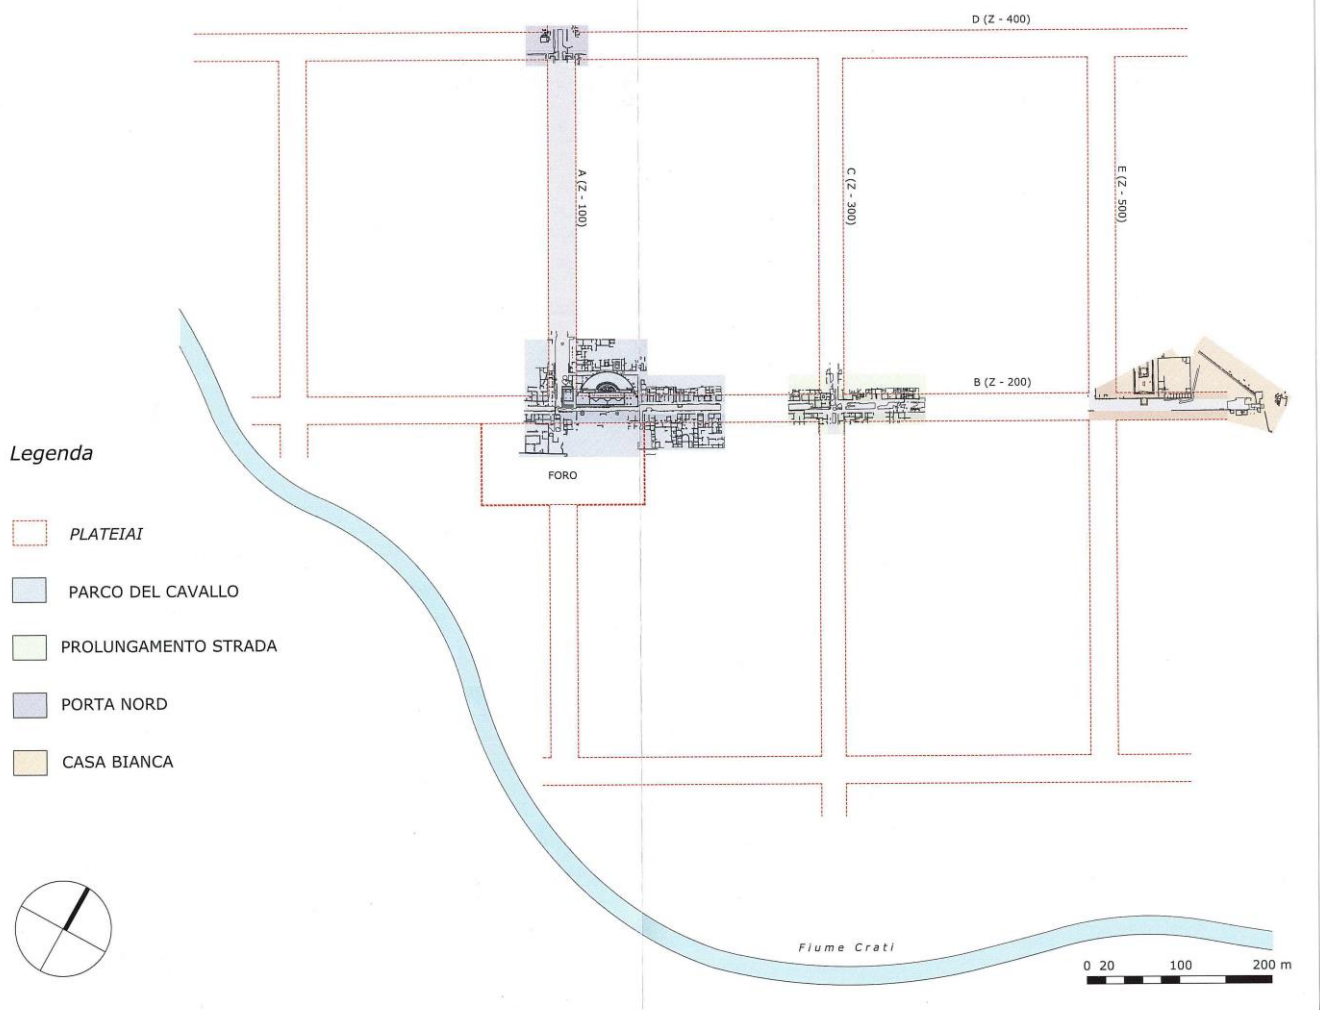 D (Z - 400)
A (Z - 100)
C (Z - 300)
E (Z - 500)
B (Z - 200)
FORO
Legenda
PLATEIAI
PARCO DEL CAVALLO
PROLUNGAMENTO STRADA
PORTA NORD
CASA BIANCA
Fiume Crati
0 20 100 200 m